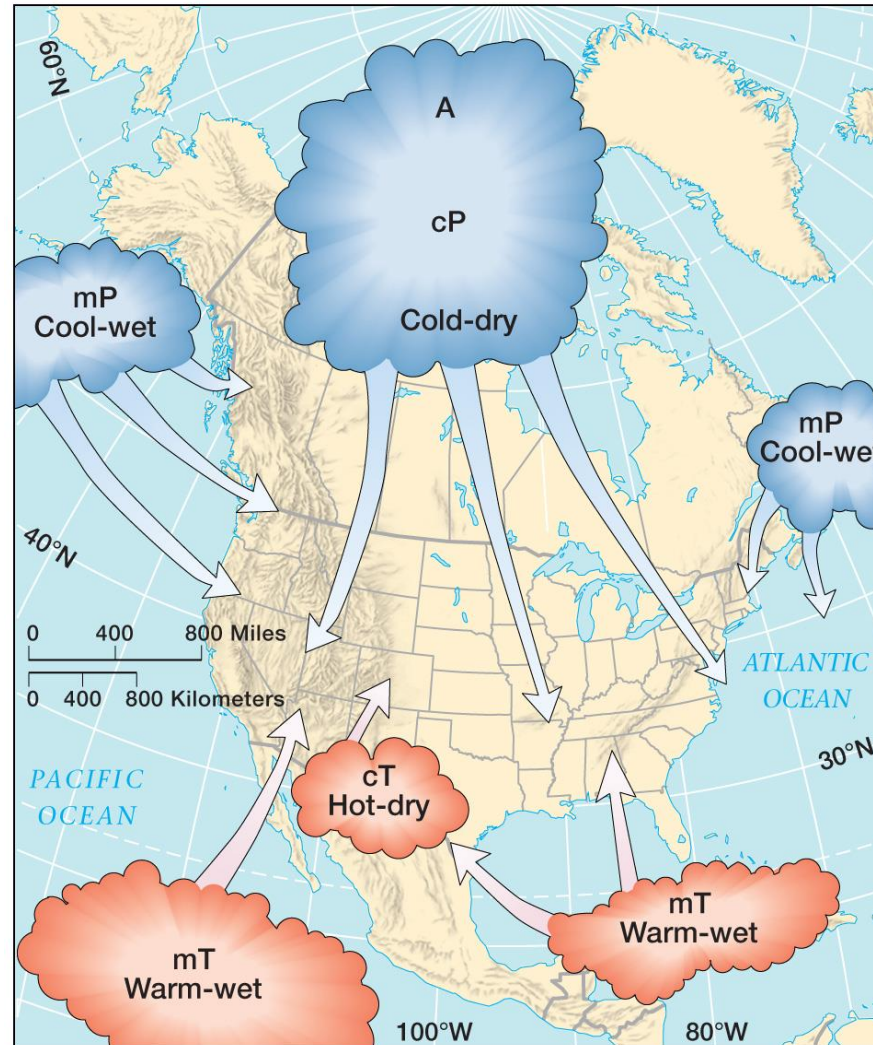 60°N
A
cP
Cold-dry
mP
Cool-wet
mP
Cool-wet
40°N
0 400 800 Miles
0 400 800 Kilometers
ATLANTIC
OCEAN
30°N
PACIFIC
OCEAN
cT
Hot-dry
mT
Warm-wet
mT
Warm-wet
100°W
80°W